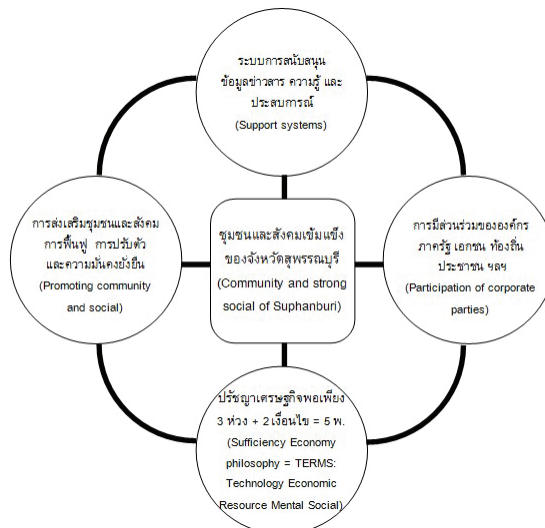 ระบบการสนับสนุน
ข้อมูลข่าวสาร ความรู้ และ
ประสบการณ์
(Support systems)
การส่งเสริมชุมชนและสังคม
การฟื้นฟู การปรับตัว
และความมั่นคงยั่งยืน
(Promoting community
and social)
ชุมชนและสังคมเข้มแข็ง
ของจังหวัดสุพรรณบุรี
(Community and strong
social of Suphanburi)
การมีส่วนร่วมขององค์กร
ภาครัฐ เอกชน ท้องถิ่น
ประชาชน ฯลฯ
(Participation of corporate
parties)
ปรัชญาเศรษฐกิจพอเพียง
3 ห่วง + 2 เงื่อนไข = 5 พ.
(Sufficiency Economy
philosophy = TERMS:
Technology Economic
Resource Mental Social)